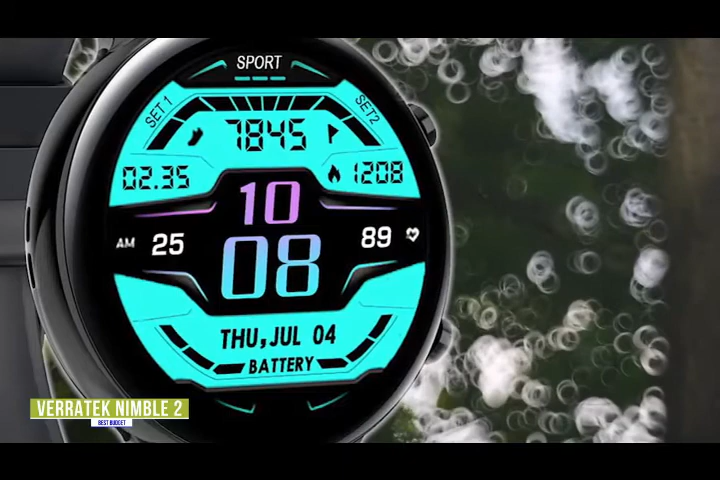 SPORT
SET 1
SET2
7845
02.35
1208
10
AM 25
89
08
THU, JUL 04
BATTERY
VERRATEK NIMBLE 2
BEST BUDGET